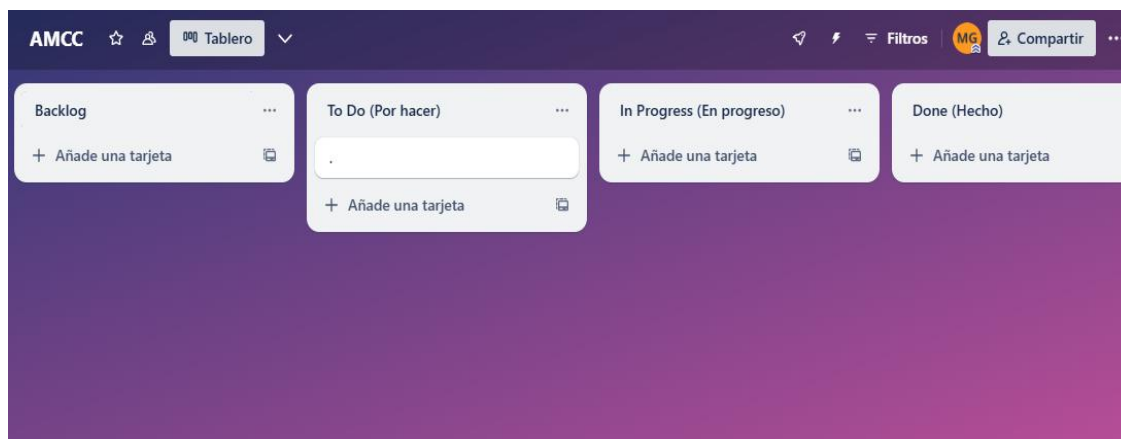 AMCC Tablero Filtros MG Compartir ...
Backlog ...
+ Añade una tarjeta
To Do (Por hacer) ...
.
+ Añade una tarjeta
In Progress (En progreso) ...
+ Añade una tarjeta
Done (Hecho)
+ Añade una tarjeta